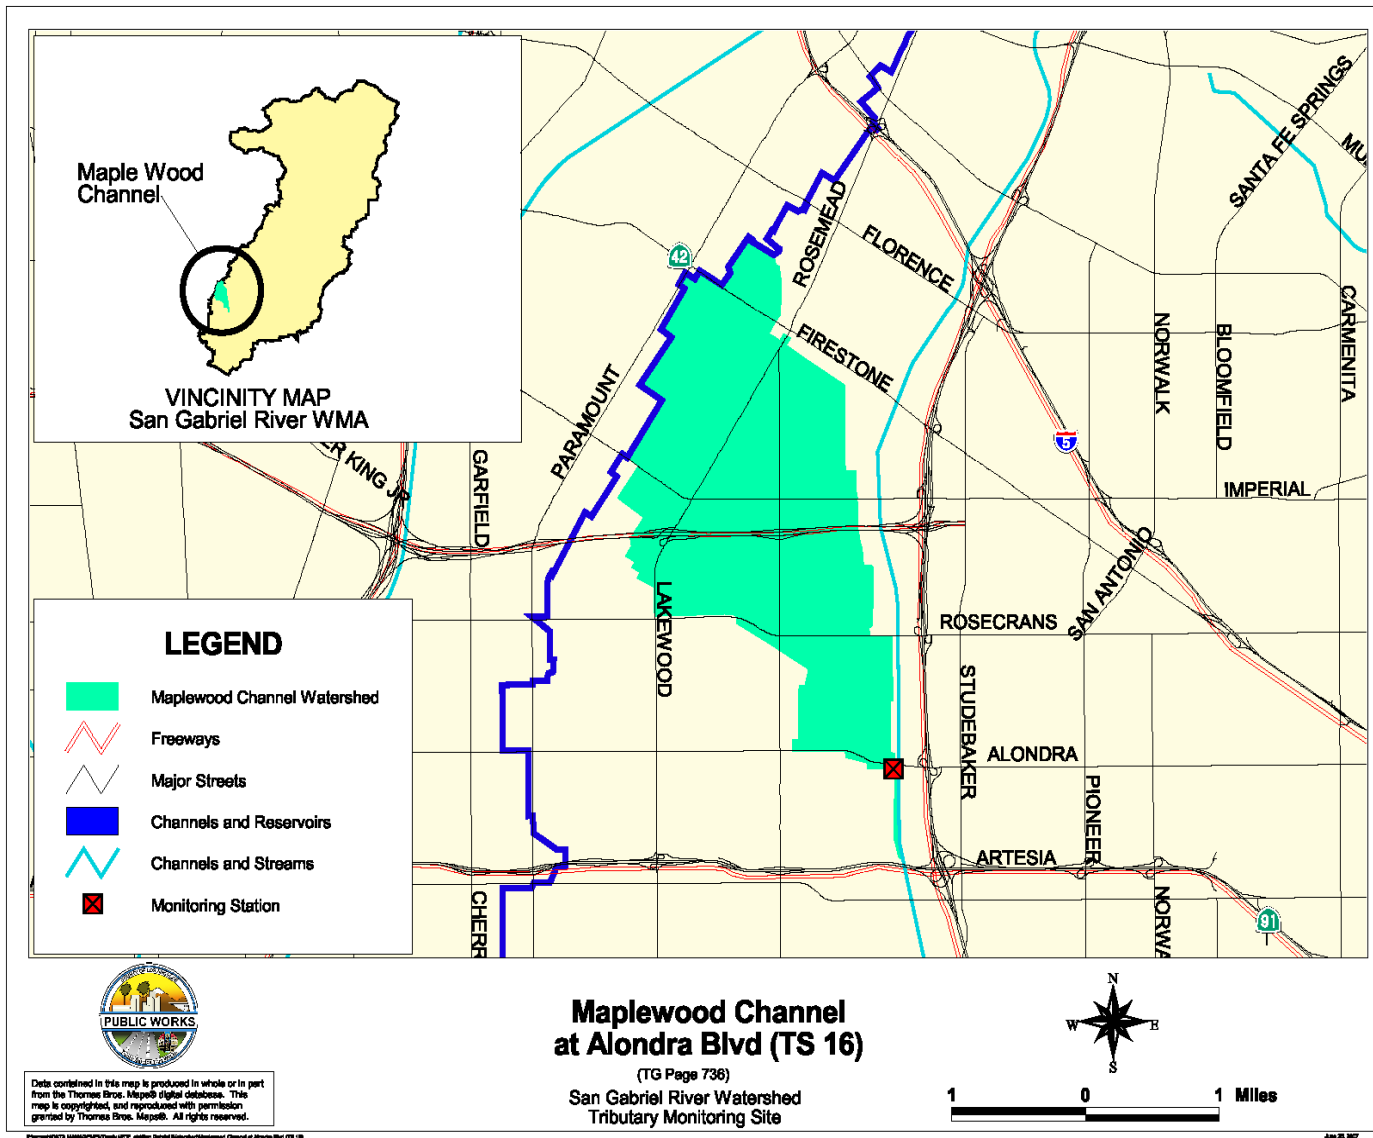 Maple Wood
Channel
VINCINITY MAP
San Gabriel River WMA
42
ROSEMEAD
FLORENCE
FIRESTONE
PARAMOUNT
SANTA FE SPRINGS
NORWALK
BLOOMFIELD
CARMENITA
5
KING JR
GARFIELD
IMPERIAL
SAN ANTONIO
LAKEWOOD
ROSECRANS
STUDEBAKER
ALONDRA
PIONEER
ARTESIA
CHERR
NORWA
91
LEGEND
Maplewood Channel Watershed
Freeways
Major Streets
Channels and Reservoirs
Channels and Streams
Monitoring Station
PUBLIC WORKS
Data contained in this map is produced in whole or in part
from the Thomas Bros. Maps® digital database. This
map is copyrighted, and reproduced with permission
granted by Thomas Bros. Maps®. All rights reserved.
Maplewood Channel
at Alondra Blvd (TS 16)
(TG Page 736)
San Gabriel River Watershed
Tributary Monitoring Site
N
W E
S
1 0 1 Miles